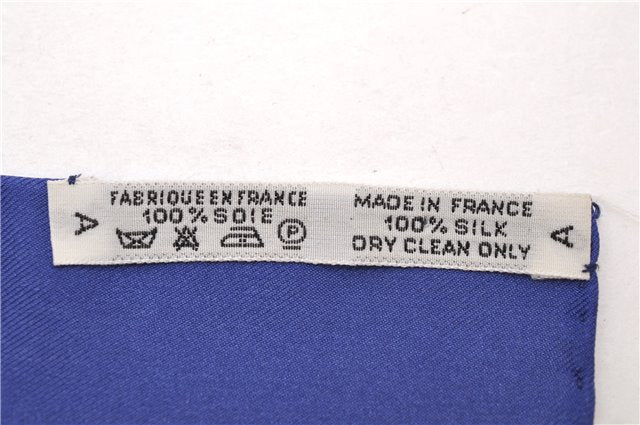 A
FABRIQUE EN FRANCE
100% SOIE
P
MADE IN FRANCE
100% SILK
DRY CLEAN ONLY
A